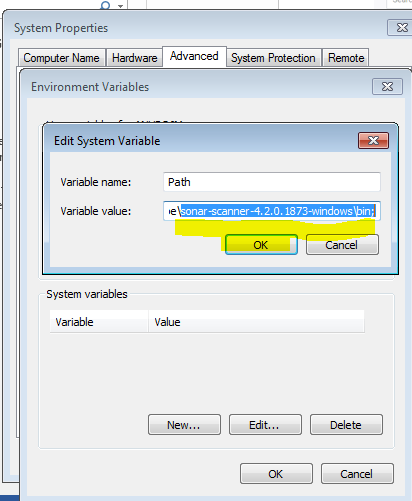 System Properties
Computer Name Hardware Advanced System Protection Remote
Environment Variables
Edit System Variable
Variable name: Path
Variable value: \sonar-scanner-4.2.0.1873-windows\bin;
OK Cancel
System variables
Variable Value
New... Edit... Delete
OK Cancel